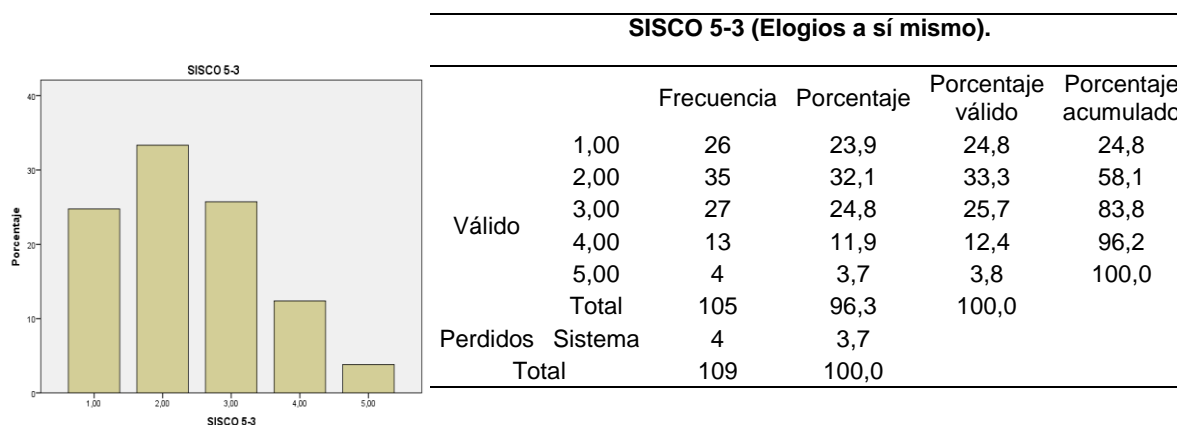 SISCO 5-3
40
30
20
10
0
Porcentaje
1,00 2,00 3,00 4,00 5,00
SISCO 5-3
SISCO 5-3 (Elogios a sí mismo).
Frecuencia Porcentaje Porcentaje válido Porcentaje acumulado
Válido
1,00 26 23,9 24,8 24,8
2,00 35 32,1 33,3 58,1
3,00 27 24,8 25,7 83,8
4,00 13 11,9 12,4 96,2
5,00 4 3,7 3,8 100,0
Total 105 96,3 100,0
Perdidos Sistema 4 3,7
Total 109 100,0